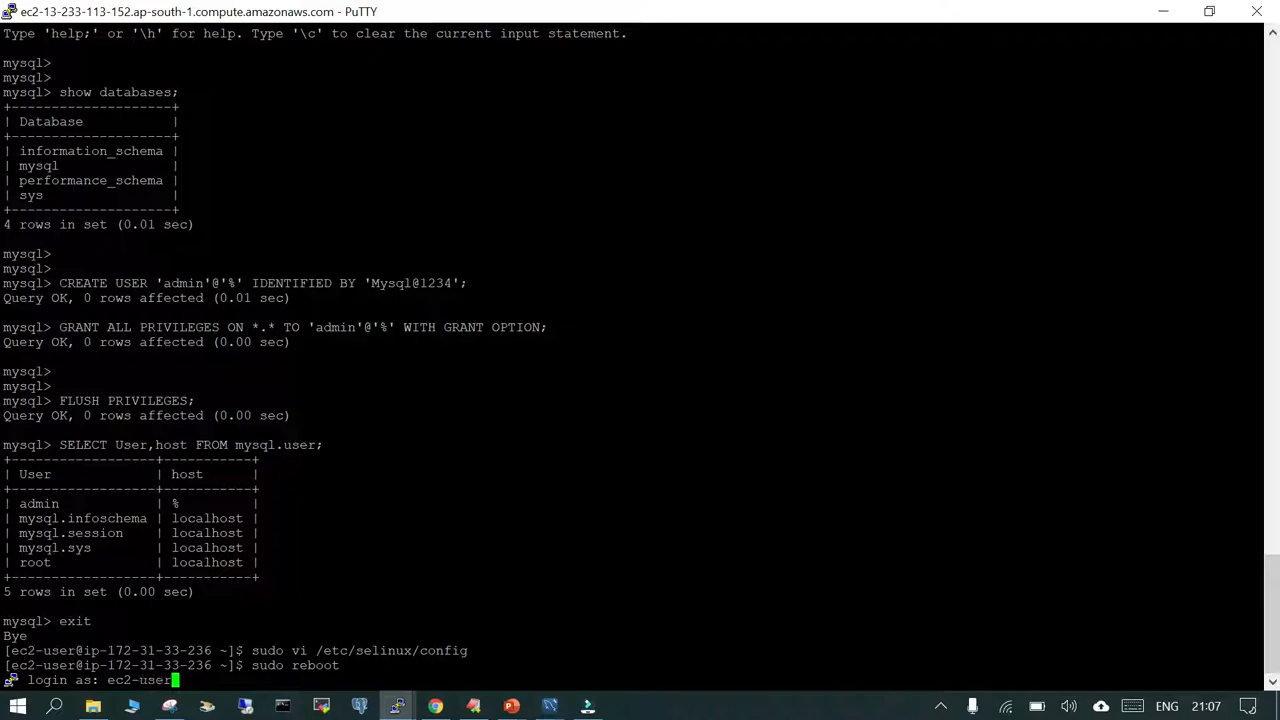 ec2-13-233-113-152.ap-south-1.compute.amazonaws.com - PuTTY
Type 'help;' or '\h' for help. Type '\c' to clear the current input statement.
mysql>
mysql>
mysql> show databases;
+--------------------+
| Database           |
+--------------------+
| information_schema |
| mysql              |
| performance_schema |
| sys                |
+--------------------+
4 rows in set (0.01 sec)
mysql>
mysql>
mysql> CREATE USER 'admin'@'%' IDENTIFIED BY 'Mysql@1234';
Query OK, 0 rows affected (0.01 sec)
mysql> GRANT ALL PRIVILEGES ON *.* TO 'admin'@'%' WITH GRANT OPTION;
Query OK, 0 rows affected (0.00 sec)
mysql>
mysql>
mysql> FLUSH PRIVILEGES;
Query OK, 0 rows affected (0.00 sec)
mysql> SELECT User,host FROM mysql.user;
+------------------+-----------+
| User             | host      |
+------------------+-----------+
| admin            | %         |
| mysql.infoschema | localhost |
| mysql.session    | localhost |
| mysql.sys        | localhost |
| root             | localhost |
+------------------+-----------+
5 rows in set (0.00 sec)
mysql> exit
Bye
[ec2-user@ip-172-31-33-236 ~]$ sudo vi /etc/selinux/config
[ec2-user@ip-172-31-33-236 ~]$ sudo reboot
login as: ec2-user
ENG 21:07